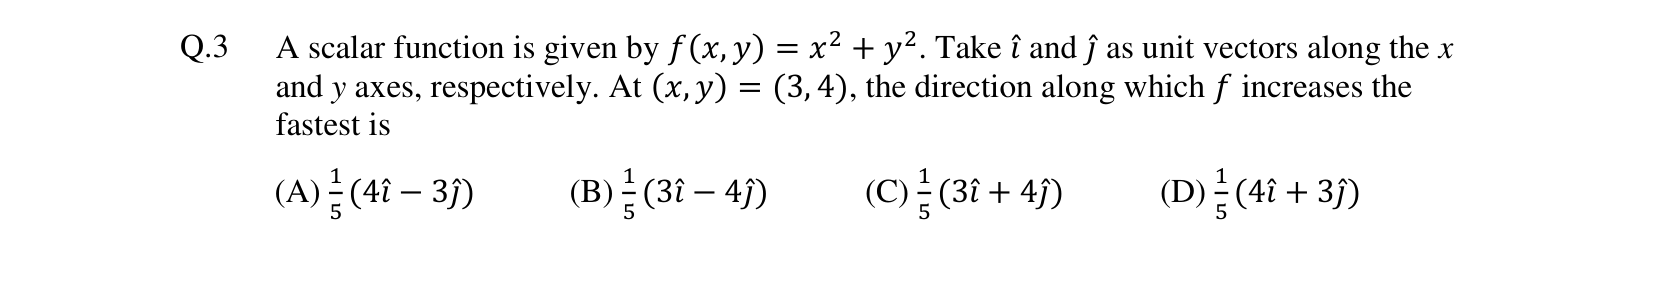 Q.3 A scalar function is given by f(x, y) = x² + y². Take î and ĵ as unit vectors along the x
and y axes, respectively. At (x, y) = (3, 4), the direction along which f increases the
fastest is
(A) 1/5 (4î − 3ĵ) (B) 1/5 (3î − 4ĵ) (C) 1/5 (3î + 4ĵ) (D) 1/5 (4î + 3ĵ)